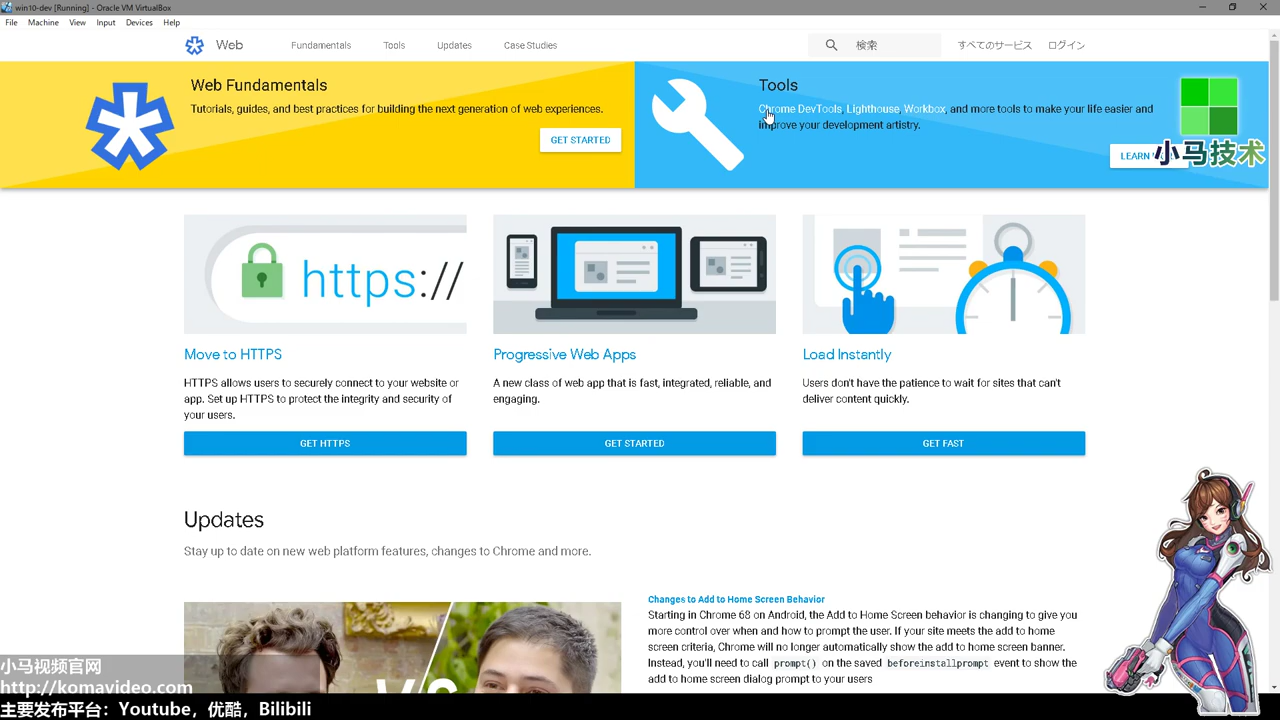 win10-dev [Running] - Oracle VM VirtualBox
File Machine View Input Devices Help
Web Fundamentals Tools Updates Case Studies 検索 すべてのサービス ログイン
Web Fundamentals
Tutorials, guides, and best practices for building the next generation of web experiences.
GET STARTED
Tools
Chrome DevTools, Lighthouse, Workbox, and more tools to make your life easier and
improve your development artistry.
LEARN
小马技术
https://
Move to HTTPS
HTTPS allows users to securely connect to your website or
app. Set up HTTPS to protect the integrity and security of
your users.
GET HTTPS
Progressive Web Apps
A new class of web app that is fast, integrated, reliable, and
engaging.
GET STARTED
Load Instantly
Users don't have the patience to wait for sites that can't
deliver content quickly.
GET FAST
Updates
Stay up to date on new web platform features, changes to Chrome and more.
VS
Changes to Add to Home Screen Behavior
Starting in Chrome 68 on Android, the Add to Home Screen behavior is changing to give you
more control over when and how to prompt the user. If your site meets the add to home
screen criteria, Chrome will no longer automatically show the add to home screen banner.
Instead, you'll need to call prompt() on the saved beforeinstallprompt event to show the
add to home screen dialog prompt to your users
小马视频官网
http://komavideo.com
主要发布平台：Youtube，优酷，Bilibili